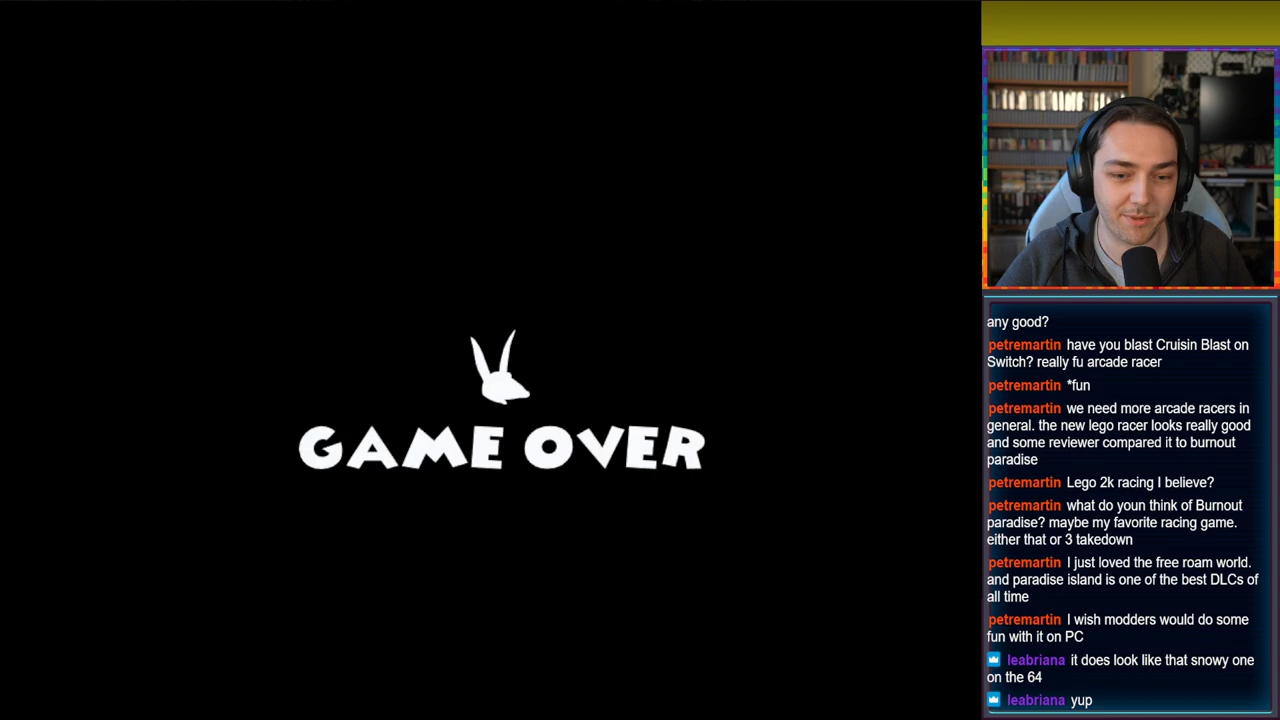 GAME OVER
any good?
petremartin have you blast Cruisin Blast on
Switch? really fu arcade racer
petremartin *fun
petremartin we need more arcade racers in
general. the new lego racer looks really good
and some reviewer compared it to burnout
paradise
petremartin Lego 2k racing I believe?
petremartin what do youn think of Burnout
paradise? maybe my favorite racing game.
either that or 3 takedown
petremartin I just loved the free roam world.
and paradise island is one of the best DLCs of
all time
petremartin I wish modders would do some
fun with it on PC
leabriana it does look like that snowy one
on the 64
leabriana yup